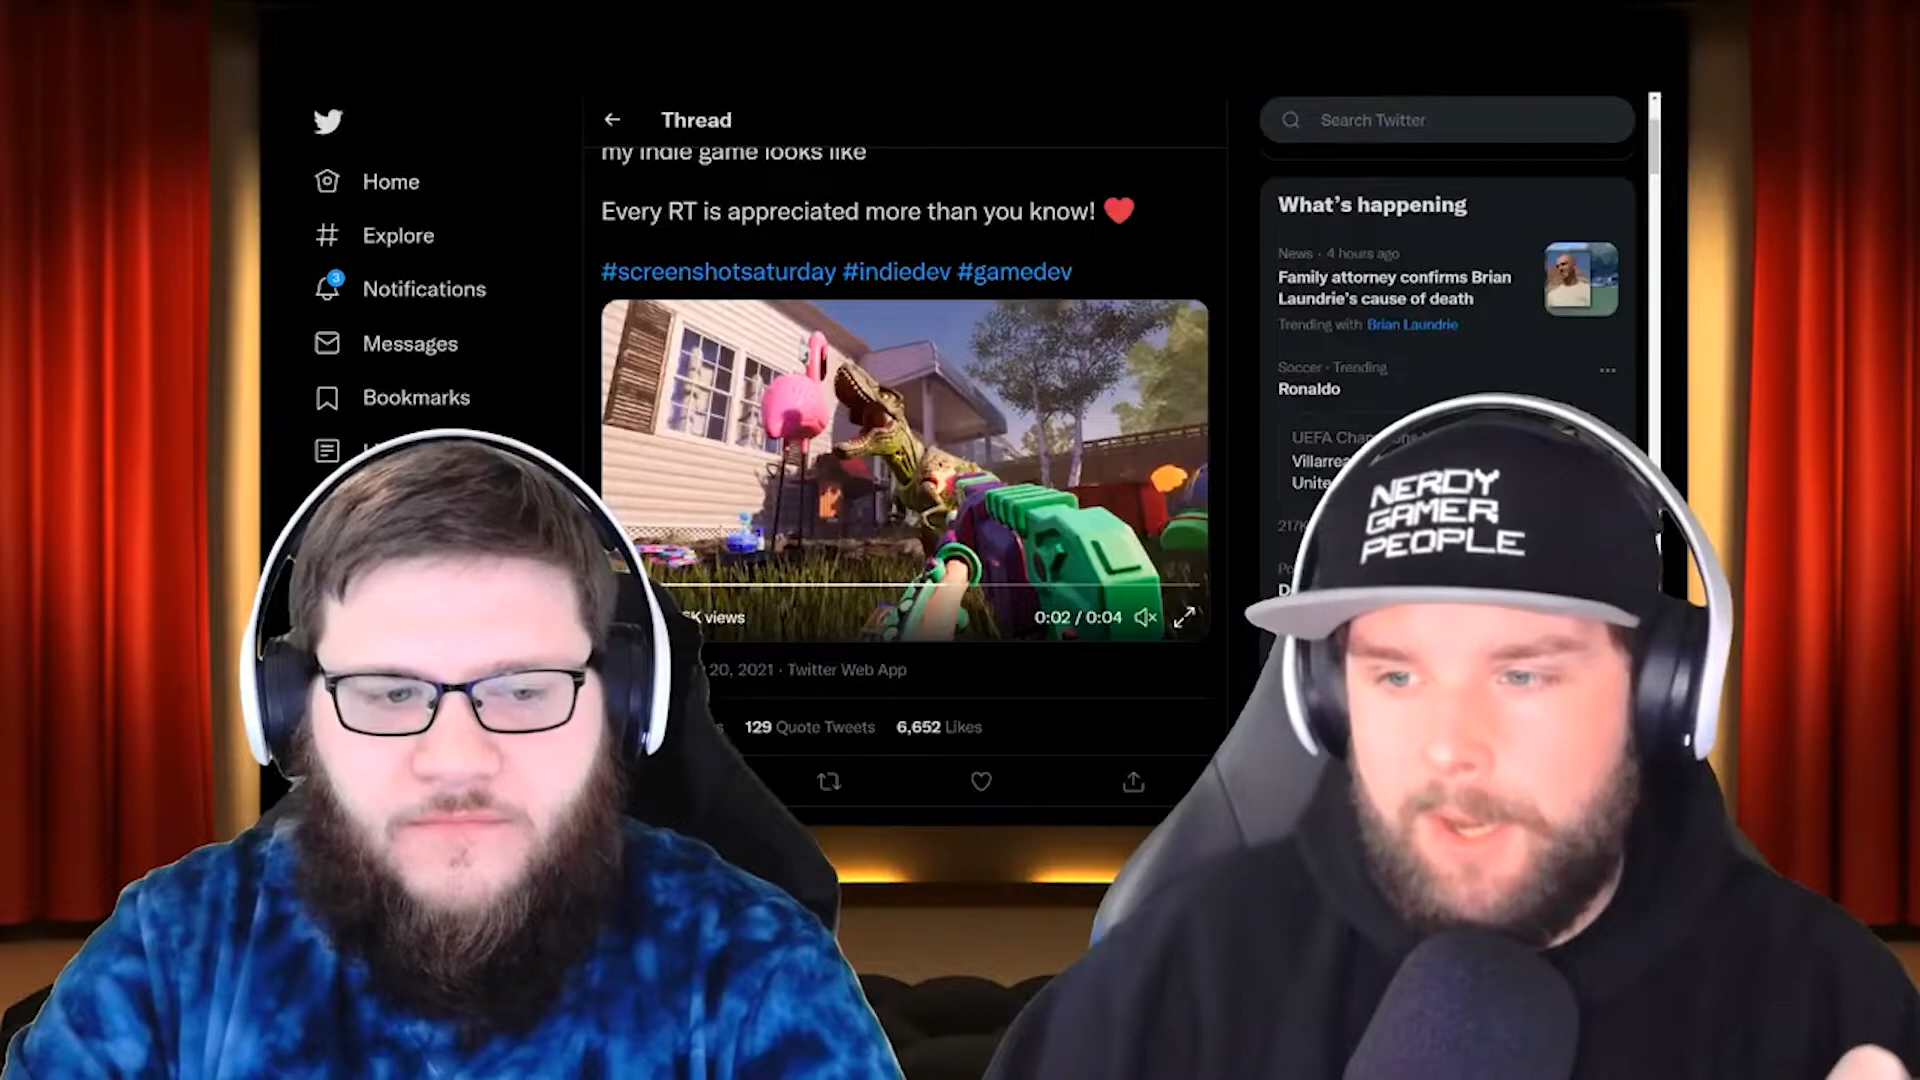 Home
Explore
3
Notifications
Messages
Bookmarks
Thread
my indie game looks like
Every RT is appreciated more than you know!
#screenshotsaturday #indiedev #gamedev
K views
0:02 / 0:04
20, 2021 · Twitter Web App
129 Quote Tweets 6,652 Likes
Search Twitter
What's happening
News · 4 hours ago
Family attorney confirms Brian
Laundrie's cause of death
Trending with Brian Laundrie
Soccer · Trending
Ronaldo
UEFA
NERDY
GAMER
PEOPLE